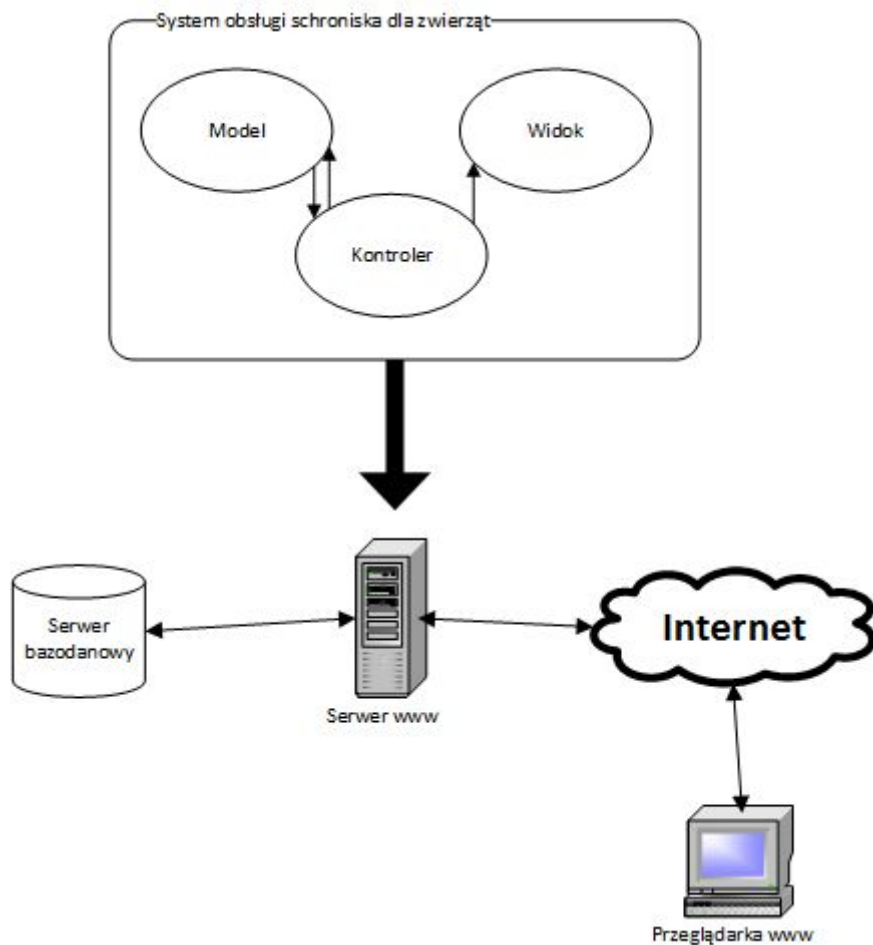 System obsługi schroniska dla zwierząt
Model
Widok
Kontroler
Serwer
bazodanowy
Serwer www
Internet
Przeglądarka www